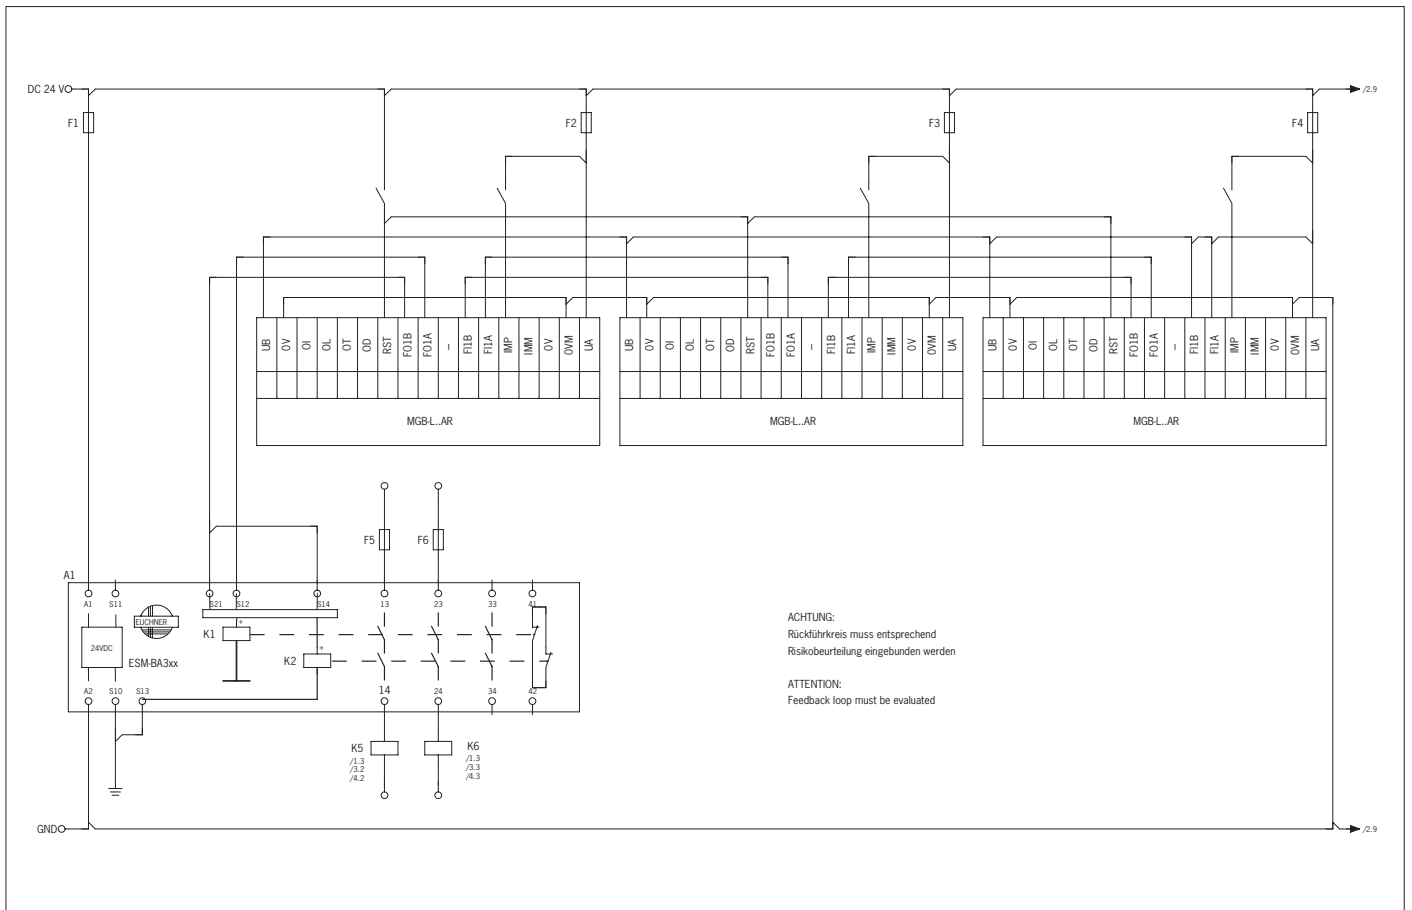 DC 24 V
/2.9
F1
F2
F3
F4
UB 0V OI OL OT OD RST FO1B FO1A – FI1B FI1A IMP IMM 0V 0VM UA
UB 0V OI OL OT OD RST FO1B FO1A – FI1B FI1A IMP IMM 0V 0VM UA
UB 0V OI OL OT OD RST FO1B FO1A – FI1B FI1A IMP IMM 0V 0VM UA
MGB-L..AR
MGB-L..AR
MGB-L..AR
F5
F6
A1
A1 S11 S21 S12 S14 13 23 33 41
EUCHNER
24VDC
ESM-BA3xx
K1
+
K2
+
A2 S10 S13 14 24 34 42
K5
/1.3
/3.2
/4.2
K6
/1.3
/3.3
/4.3
ACHTUNG:
Rückführkreis muss entsprechend
Risikobeurteilung eingebunden werden
ATTENTION:
Feedback loop must be evaluated
GND
/2.9